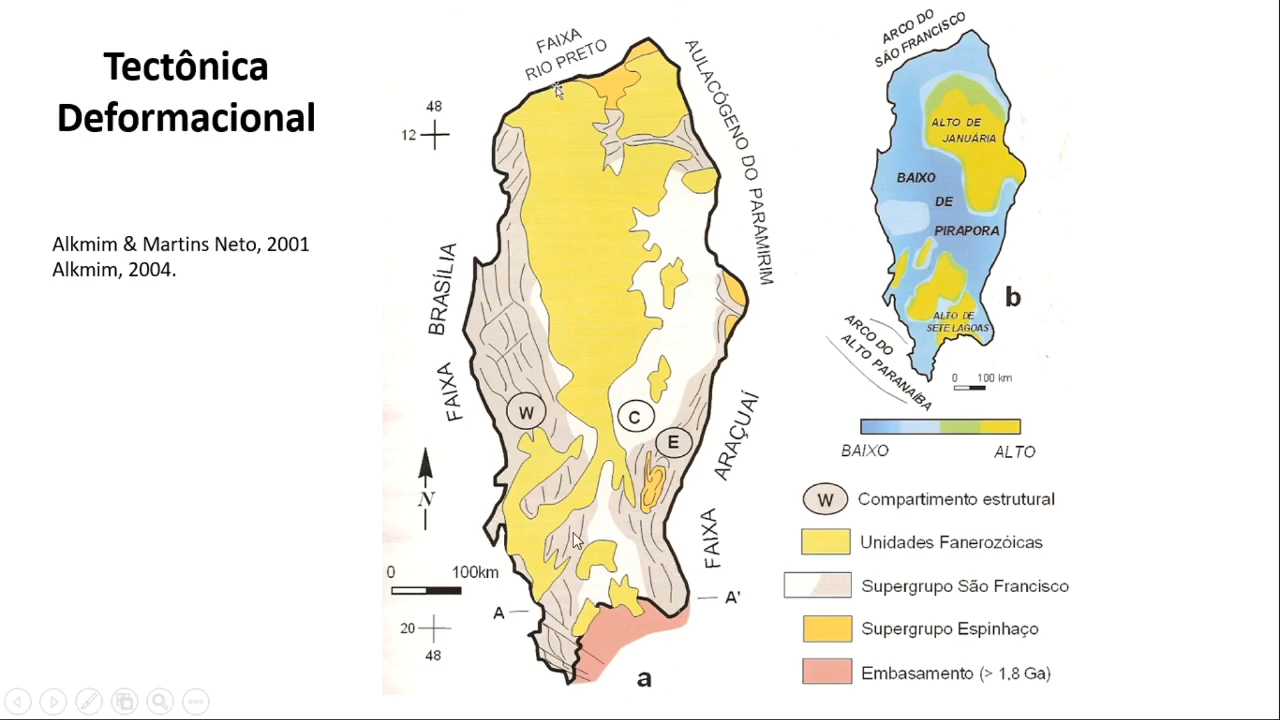 Tectônica
Deformacional
Alkmim & Martins Neto, 2001
Alkmim, 2004.
FAIXA
RIO PRETO
AULACÓGENO DO PARAMIRIM
48
12
FAIXA BRASÍLIA
W
C
E
FAIXA ARAÇUAÍ
N
0 100km
A
A'
20
48
a
ARCO DO
SÃO FRANCISCO
ALTO DE
JANUÁRIA
BAIXO
DE
PIRAPORA
b
ALTO DE
SETE LAGOAS
ARCO DO
ALTO PARANAÍBA
0 100 km
BAIXO ALTO
W Compartimento estrutural
Unidades Fanerozóicas
Supergrupo São Francisco
Supergrupo Espinhaço
Embasamento (> 1,8 Ga)